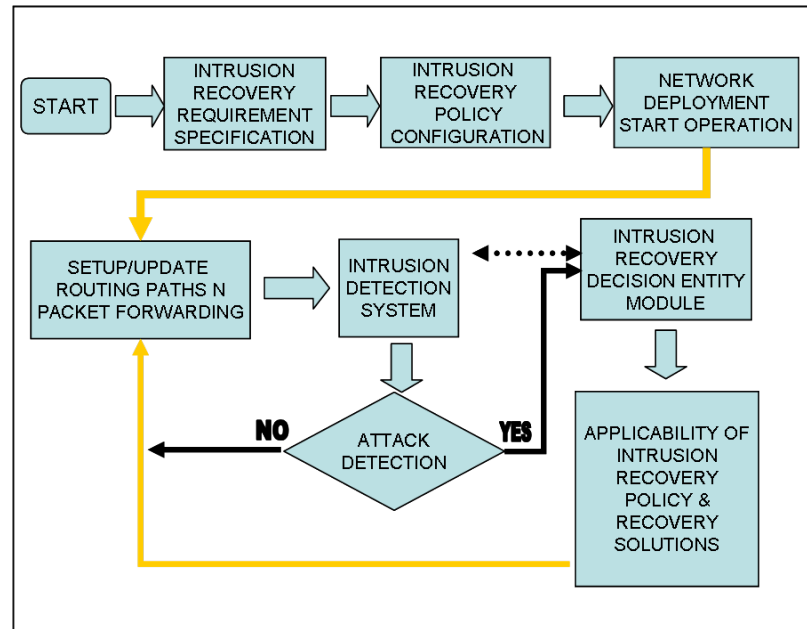 START
INTRUSION
RECOVERY
REQUIREMENT
SPECIFICATION
INTRUSION
RECOVERY
POLICY
CONFIGURATION
NETWORK
DEPLOYMENT
START OPERATION
SETUP/UPDATE
ROUTING PATHS N
PACKET FORWARDING
INTRUSION
DETECTION
SYSTEM
INTRUSION
RECOVERY
DECISION ENTITY
MODULE
NO
ATTACK
DETECTION
YES
APPLICABILITY OF
INTRUSION
RECOVERY
POLICY &
RECOVERY
SOLUTIONS